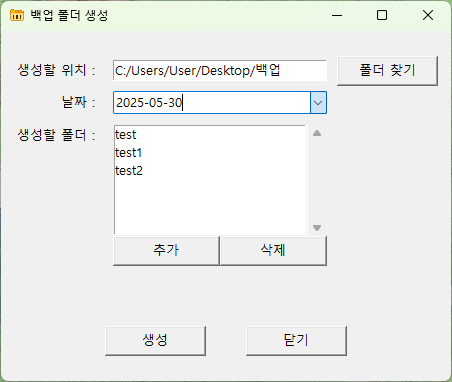 백업 폴더 생성
생성할 위치 : C:/Users/User/Desktop/백업 폴더 찾기
날짜 : 2025-05-30
생성할 폴더 : test
test1
test2
추가 삭제
생성 닫기